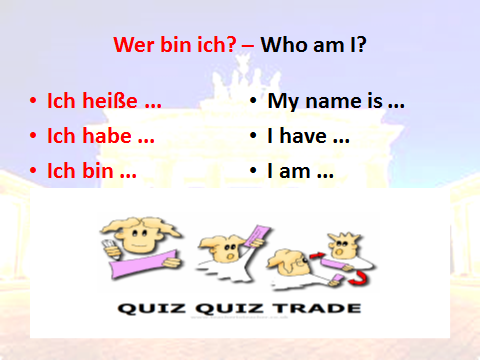 Wer bin ich? – Who am I?
• Ich heiße ...
• Ich habe ...
• Ich bin ...
• My name is ...
• I have ...
• I am ...
QUIZ QUIZ TRADE